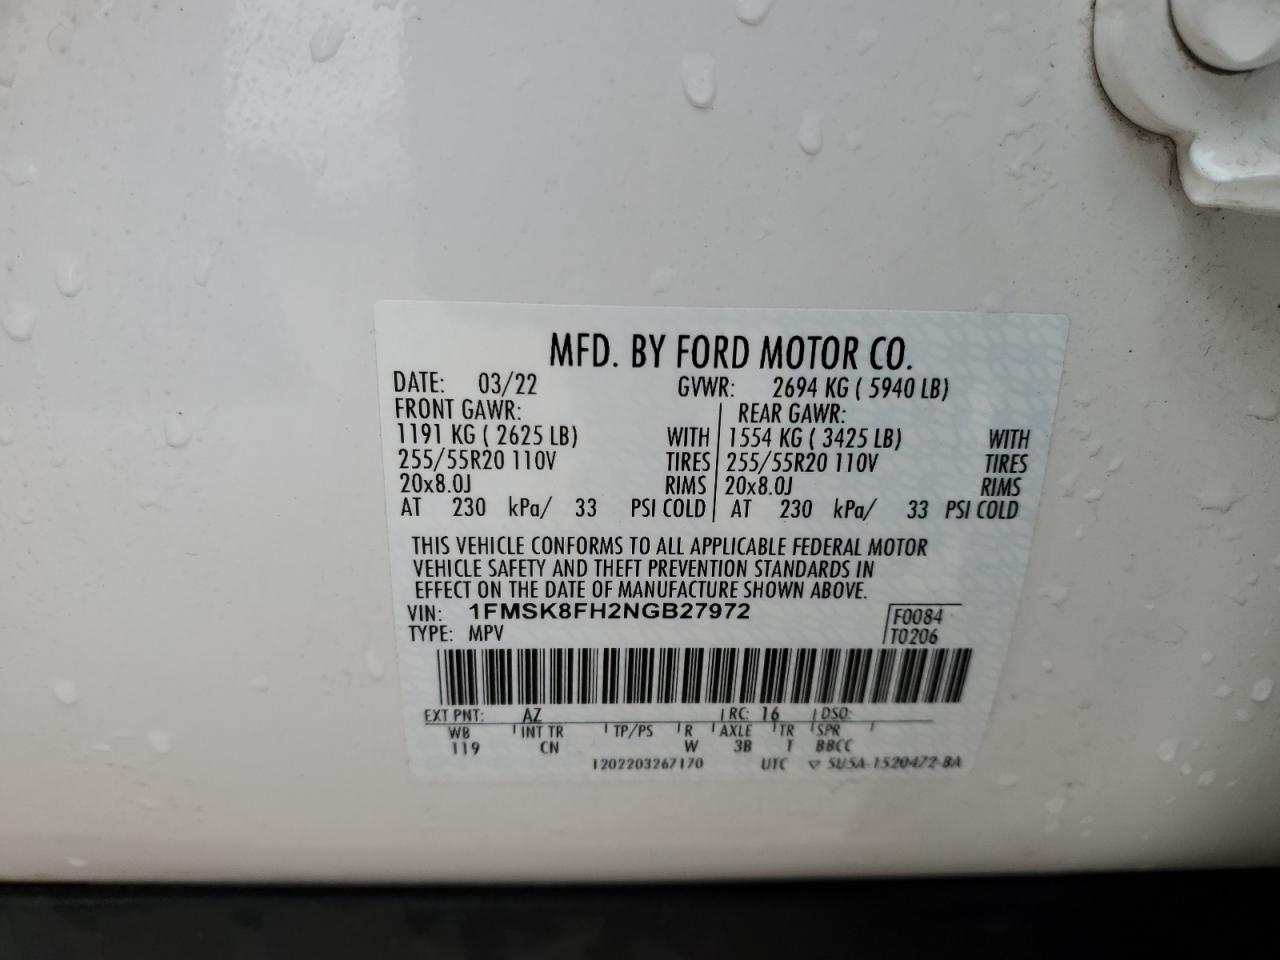 MFD. BY FORD MOTOR CO.
DATE: 03/22 GVWR: 2694 KG ( 5940 LB)
FRONT GAWR: REAR GAWR:
1191 KG ( 2625 LB) WITH 1554 KG ( 3425 LB) WITH
255/55R20 110V TIRES 255/55R20 110V TIRES
20x8.0J RIMS 20x8.0J RIMS
AT 230 kPa/ 33 PSI COLD AT 230 kPa/ 33 PSI COLD
THIS VEHICLE CONFORMS TO ALL APPLICABLE FEDERAL MOTOR
VEHICLE SAFETY AND THEFT PREVENTION STANDARDS IN
EFFECT ON THE DATE OF MANUFACTURE SHOWN ABOVE.
VIN: 1FMSK8FH2NGB27972 F0084
TYPE: MPV T0206
EXT PNT: AZ RC: 16 DSO:
WB INT TR TP/PS R AXLE TR SPR
119 CN W 3B T BBCC
1202203267170 UTC 5U5A-1520472-BA